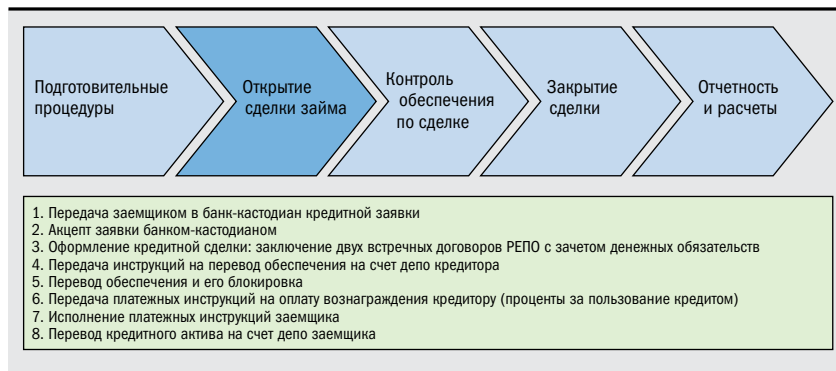 Подготовительные
процедуры
Открытие
сделки займа
Контроль
обеспечения
по сделке
Закрытие
сделки
Отчетность
и расчеты
1. Передача заемщиком в банк-кастодиан кредитной заявки
2. Акцепт заявки банком-кастодианом
3. Оформление кредитной сделки: заключение двух встречных договоров РЕПО с зачетом денежных обязательств
4. Передача инструкций на перевод обеспечения на счет депо кредитора
5. Перевод обеспечения и его блокировка
6. Передача платежных инструкций на оплату вознаграждения кредитору (проценты за пользование кредитом)
7. Исполнение платежных инструкций заемщика
8. Перевод кредитного актива на счет депо заемщика